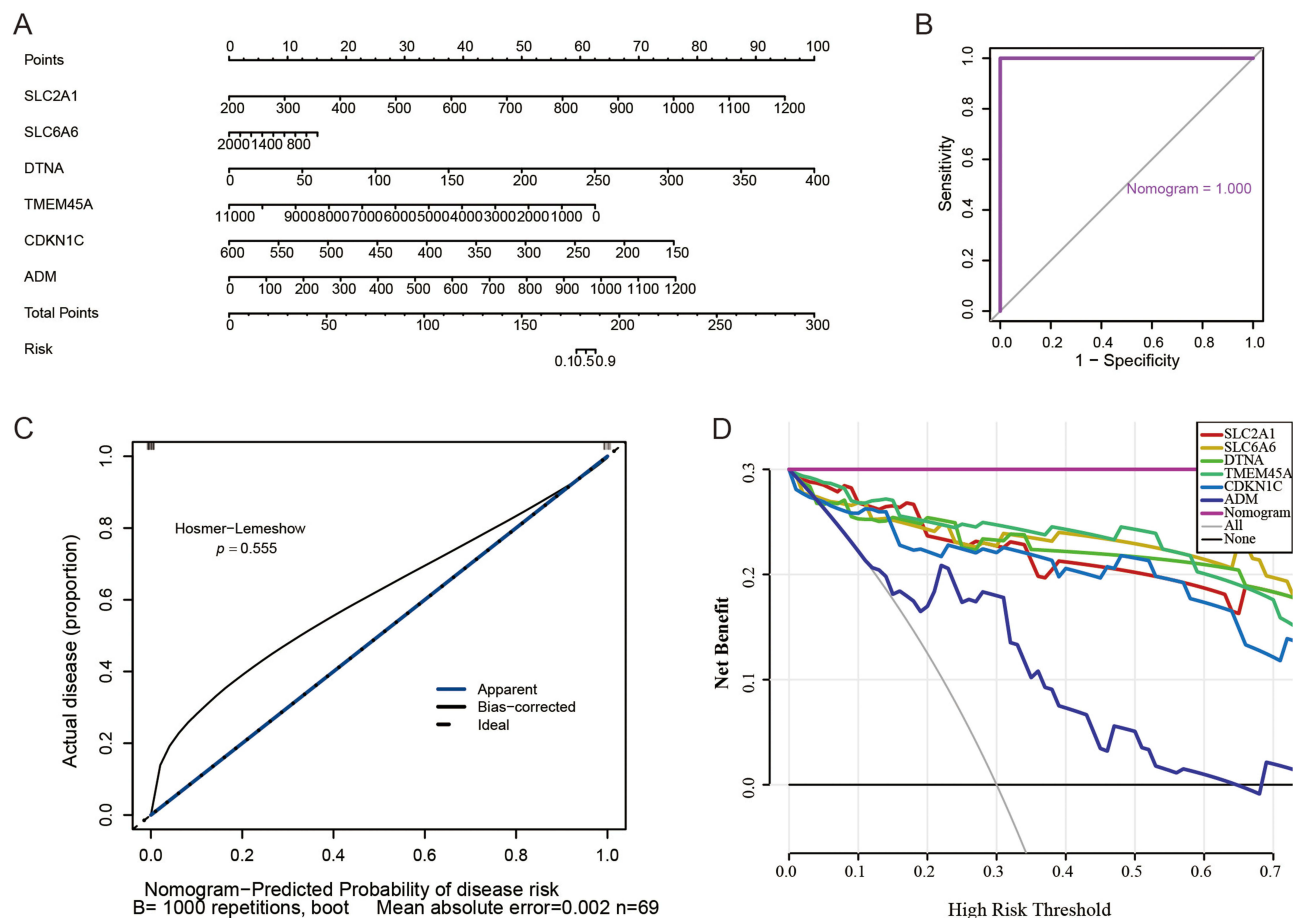 A
Points
0 10 20 30 40 50 60 70 80 90 100
SLC2A1
200 300 400 500 600 700 800 900 1000 1100 1200
SLC6A6
2000 1400 800
DTNA
0 50 100 150 200 250 300 350 400
TMEM45A
11000 9000 8000 7000 6000 5000 4000 3000 2000 1000 0
CDKN1C
600 550 500 450 400 350 300 250 200 150
ADM
0 100 200 300 400 500 600 700 800 900 1000 1100 1200
Total Points
0 50 100 150 200 250 300
Risk
0.1 0.5 0.9
B
Sensitivity
1.0
0.8
0.6
0.4
0.2
0.0
Nomogram = 1.000
0.0 0.2 0.4 0.6 0.8 1.0
1 − Specificity
C
Actual disease (proportion)
1.0
0.8
0.6
0.4
0.2
0.0
Hosmer−Lemeshow
p = 0.555
Apparent
Bias−corrected
Ideal
0.0 0.2 0.4 0.6 0.8 1.0
Nomogram−Predicted Probability of disease risk
B= 1000 repetitions, boot Mean absolute error=0.002 n=69
D
Net Benefit
0.3
0.2
0.1
0.0
SLC2A1
SLC6A6
DTNA
TMEM45A
CDKN1C
ADM
Nomogram
All
None
0.0 0.1 0.2 0.3 0.4 0.5 0.6 0.7
High Risk Threshold